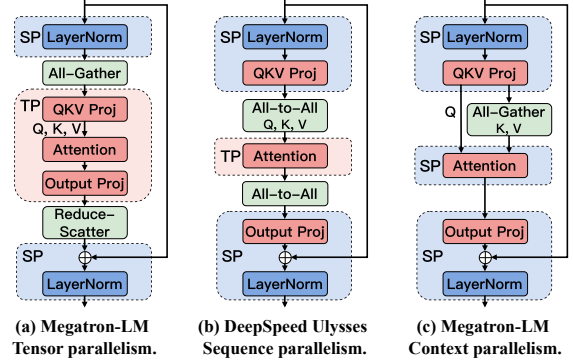 SP
LayerNorm
All-Gather
TP
QKV Proj
Q, K, V
Attention
Output Proj
Reduce-
Scatter
SP
LayerNorm
(a) Megatron-LM
Tensor parallelism.
SP
LayerNorm
QKV Proj
All-to-All
Q, K, V
TP
Attention
All-to-All
Output Proj
SP
LayerNorm
(b) DeepSpeed Ulysses
Sequence parallelism.
SP
LayerNorm
QKV Proj
Q
All-Gather
K, V
SP
Attention
Output Proj
SP
LayerNorm
(c) Megatron-LM
Context parallelism.